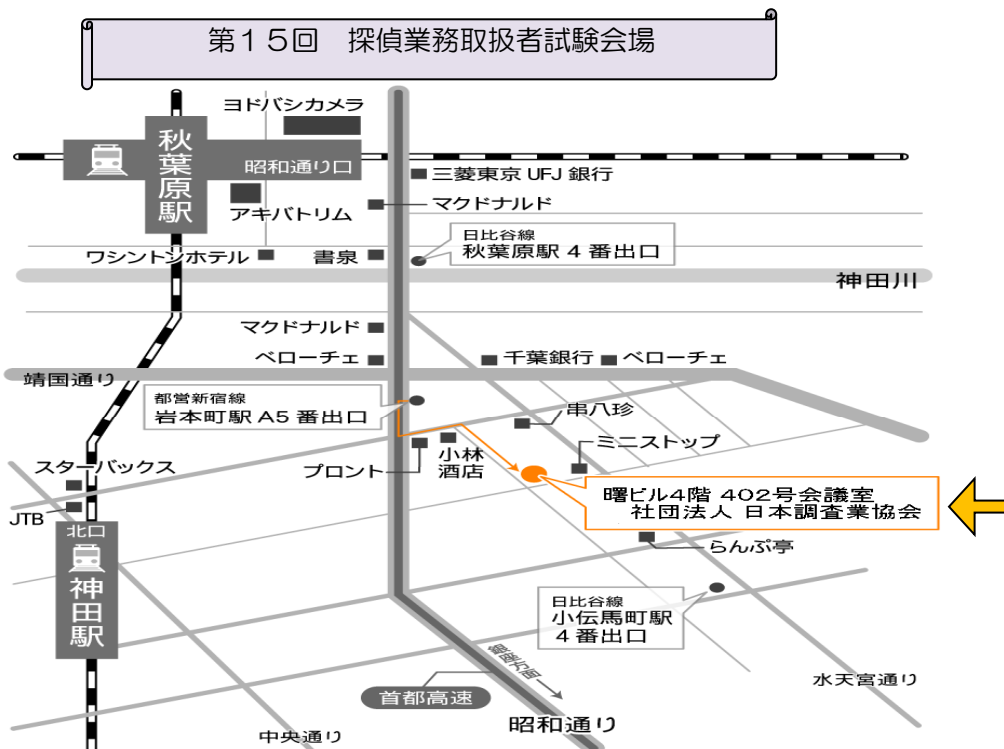 第１５回　探偵業務取扱者試験会場
ヨドバシカメラ
秋葉原駅
昭和通り口
三菱東京 UFJ 銀行
アキバトリム
マクドナルド
日比谷線
秋葉原駅 4 番出口
ワシントンホテル
書泉
神田川
マクドナルド
ベローチェ
千葉銀行
ベローチェ
靖国通り
都営新宿線
岩本町駅 A5 番出口
串八珍
ミニストップ
プロント
小林
酒店
スターバックス
JTB
曙ビル4階 402号会議室
社団法人 日本調査業協会
北口
神田駅
らんぷ亭
日比谷線
小伝馬町駅
4 番出口
銀座方面
水天宮通り
首都高速
昭和通り
中央通り